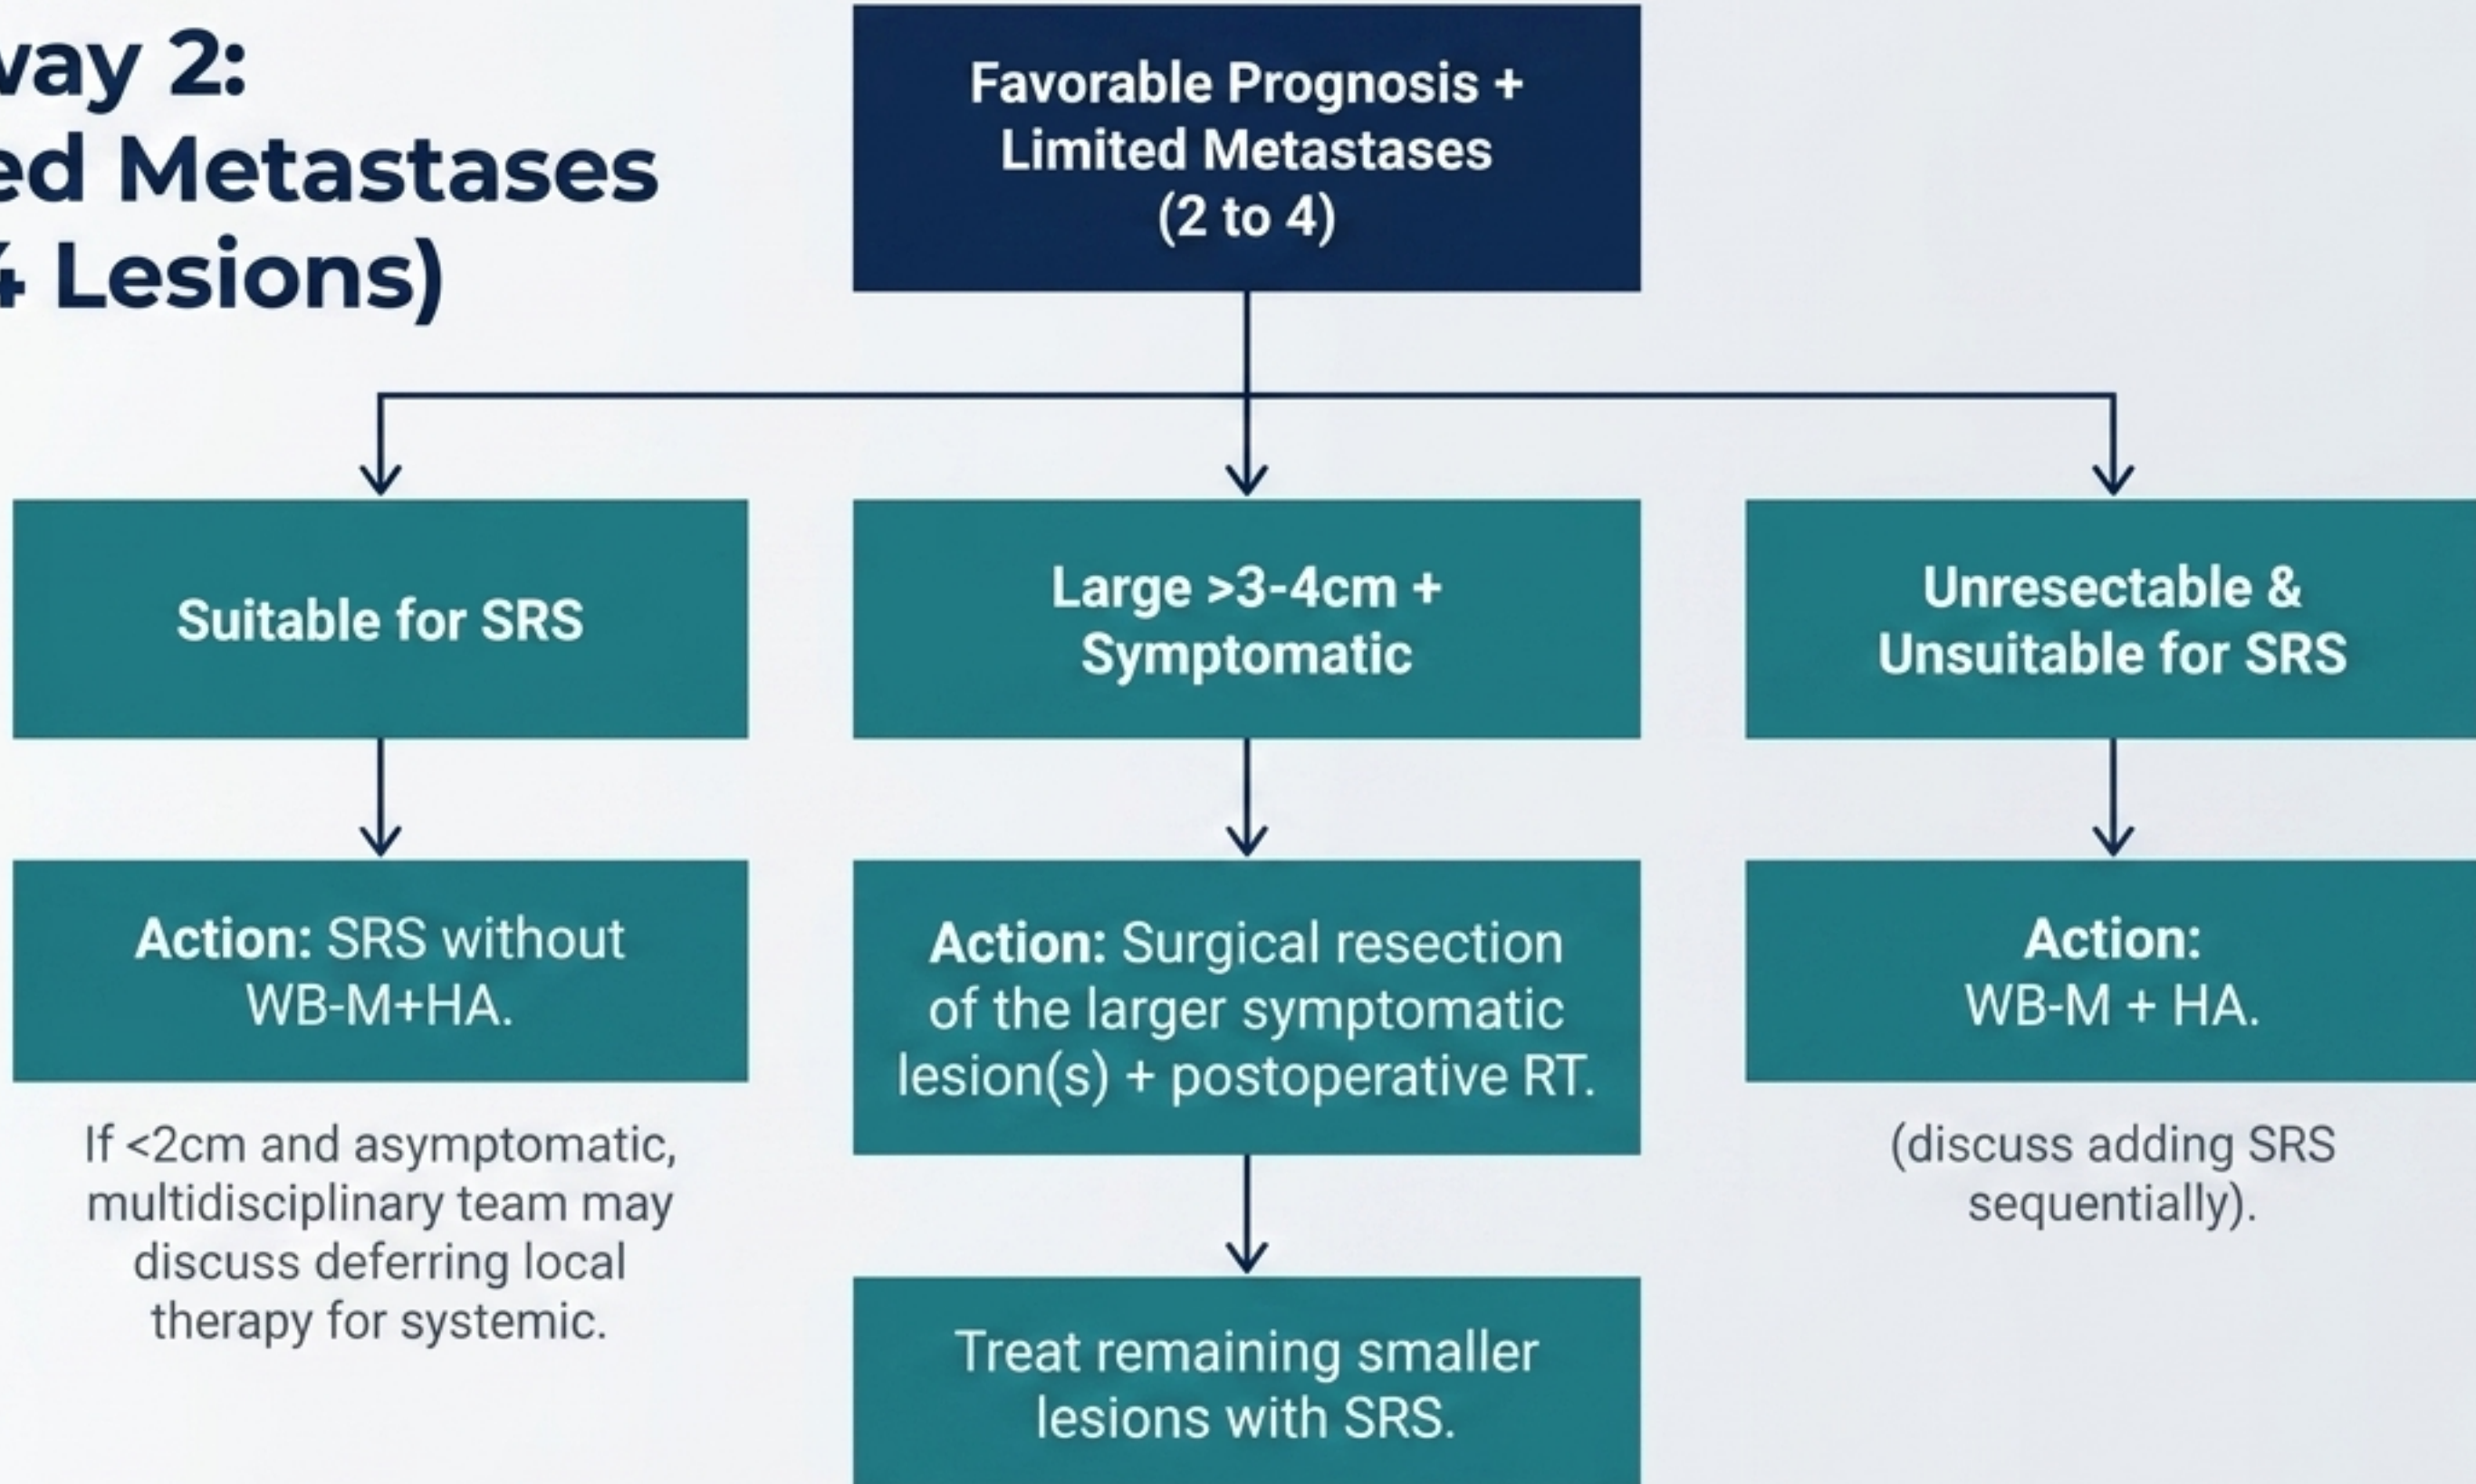 way 2:
ed Metastases
4 Lesions)
Favorable Prognosis +
Limited Metastases
(2 to 4)
Suitable for SRS
Action: SRS without
WB-M+HA.
If <2cm and asymptomatic,
multidisciplinary team may
discuss deferring local
therapy for systemic.
Large >3-4cm +
Symptomatic
Action: Surgical resection
of the larger symptomatic
lesion(s) + postoperative RT.
Treat remaining smaller
lesions with SRS.
Unresectable &
Unsuitable for SRS
Action:
WB-M + HA.
(discuss adding SRS
sequentially).